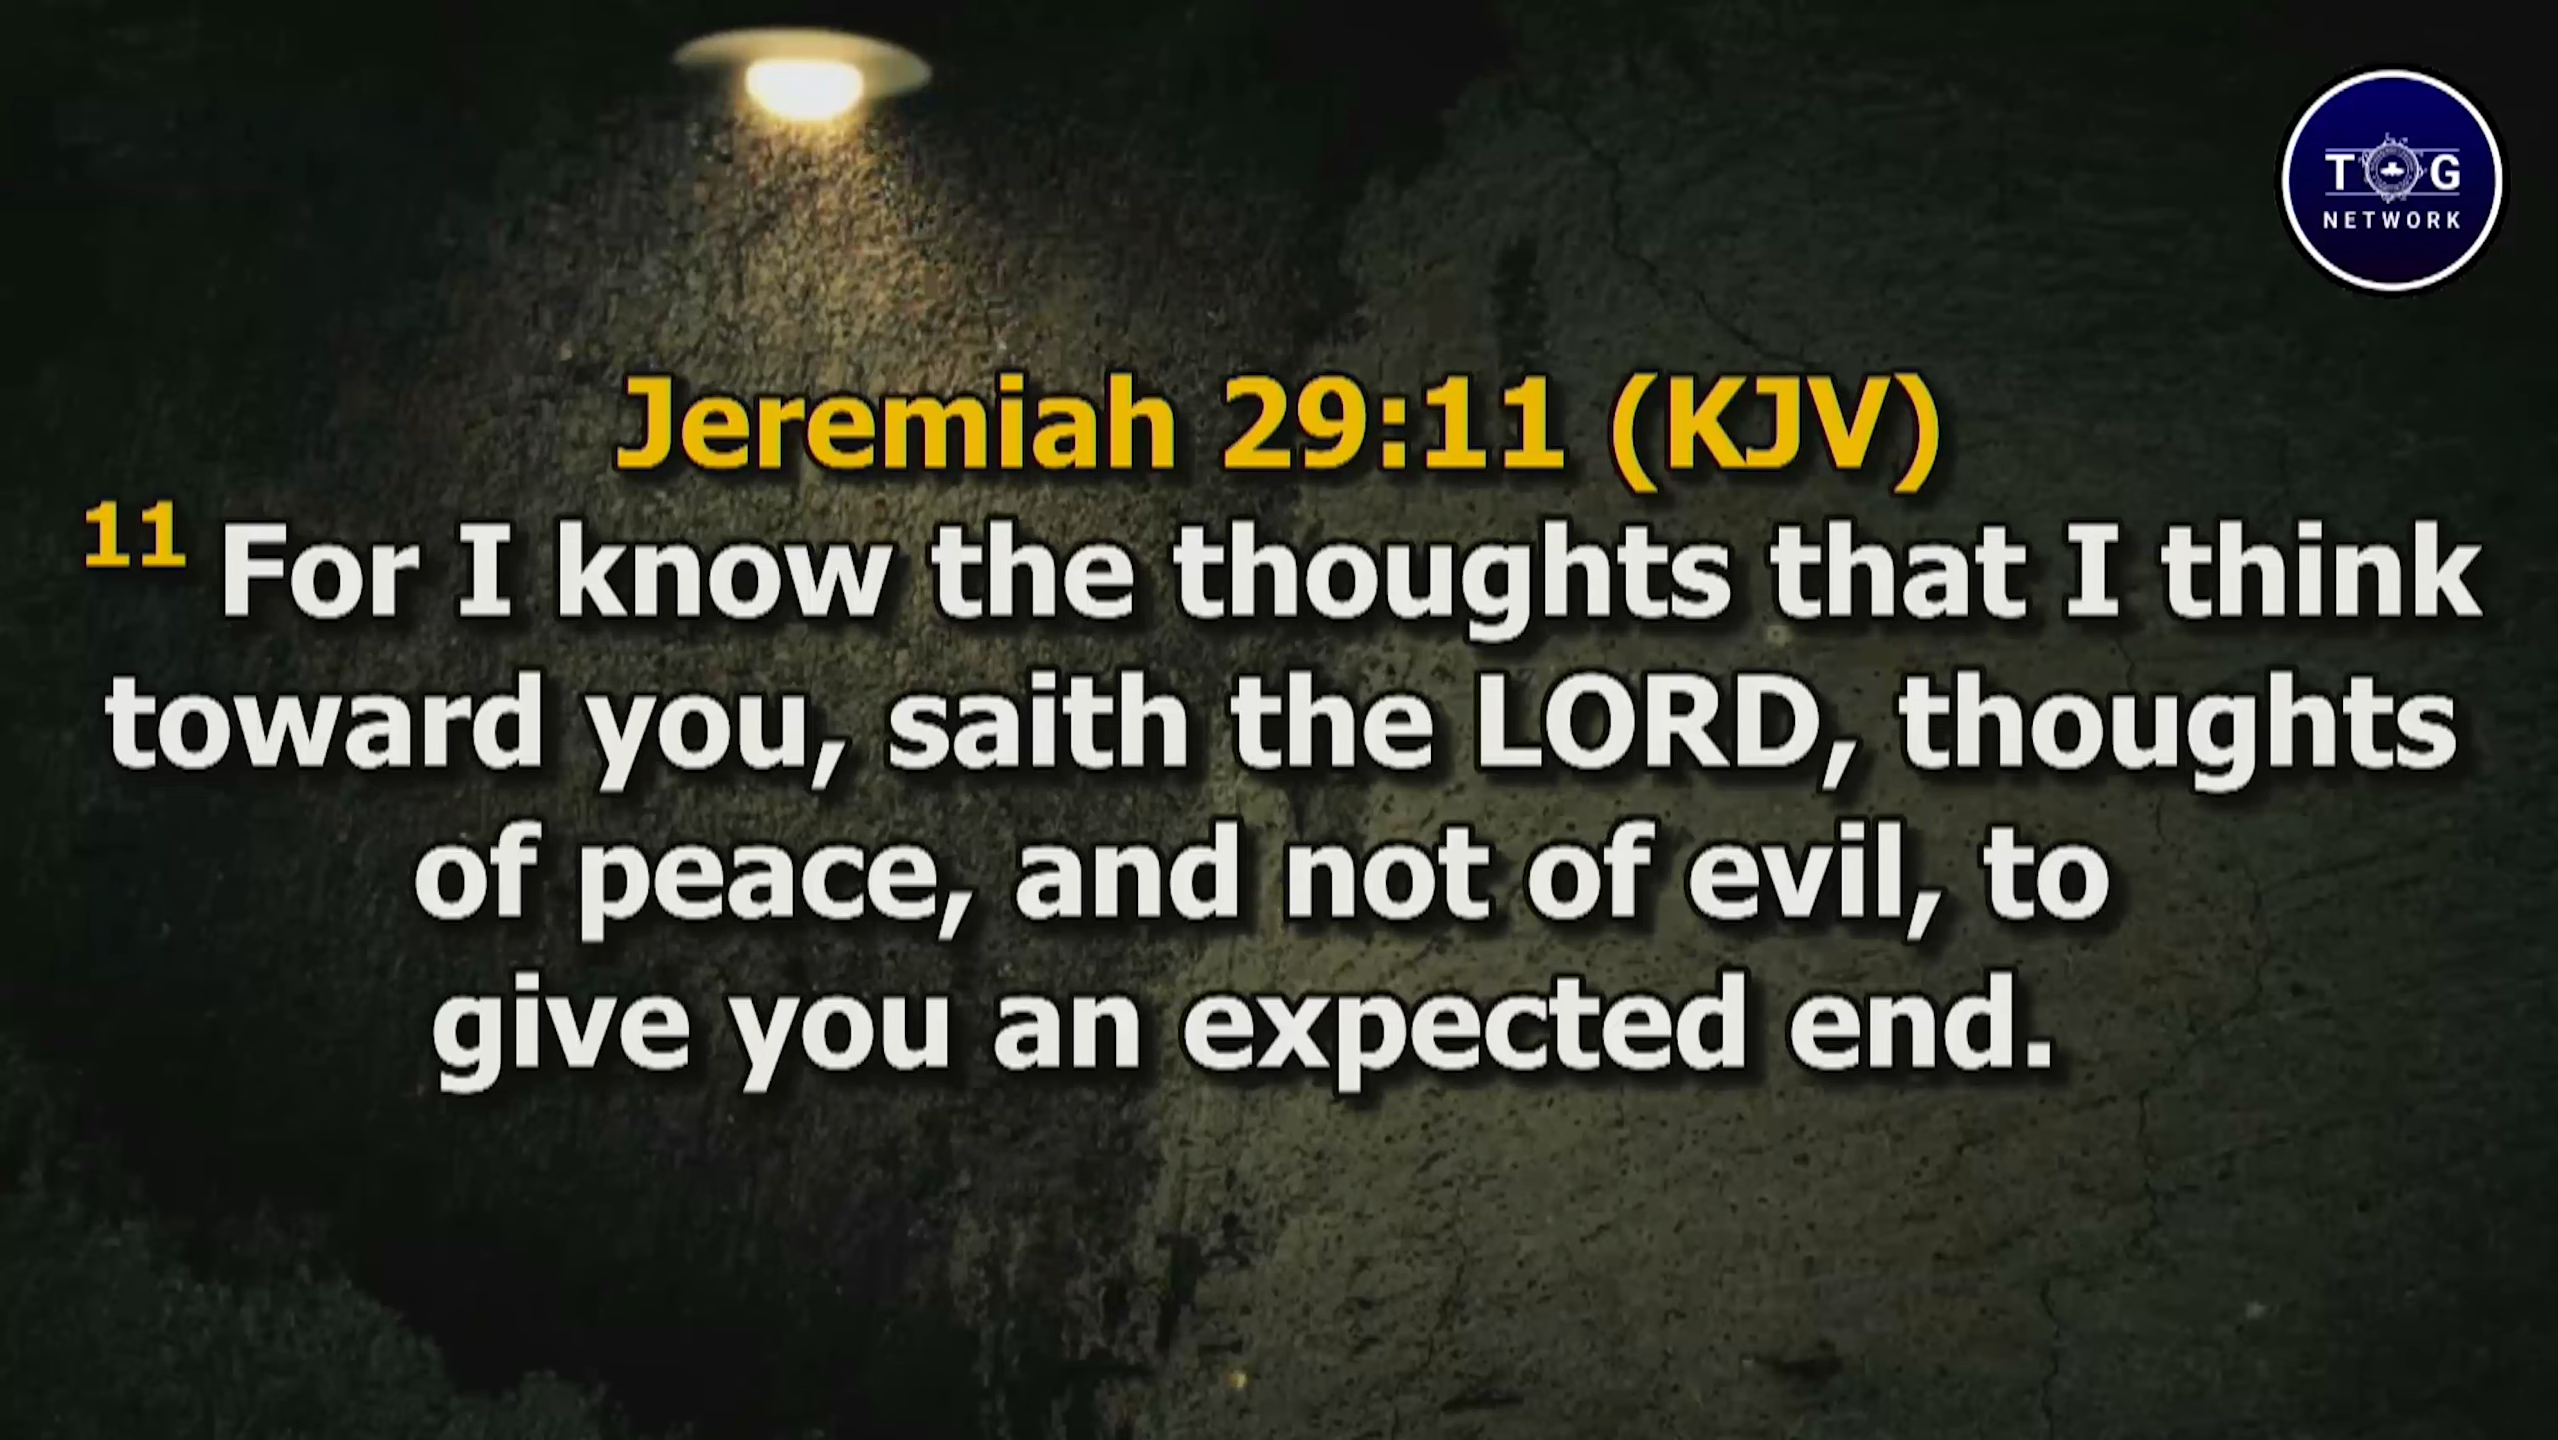 T G
NETWORK
Jeremiah 29:11 (KJV)
11 For I know the thoughts that I think
toward you, saith the LORD, thoughts
of peace, and not of evil, to
give you an expected end.